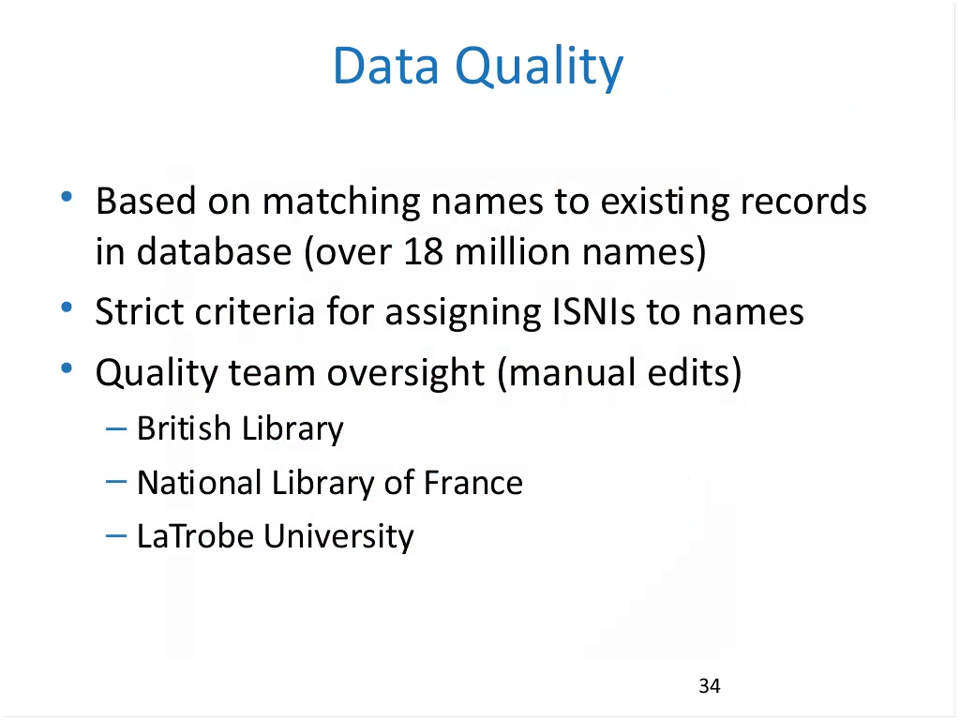 Data Quality
• Based on matching names to existing records
in database (over 18 million names)
• Strict criteria for assigning ISNIs to names
• Quality team oversight (manual edits)
– British Library
– National Library of France
– LaTrobe University
34